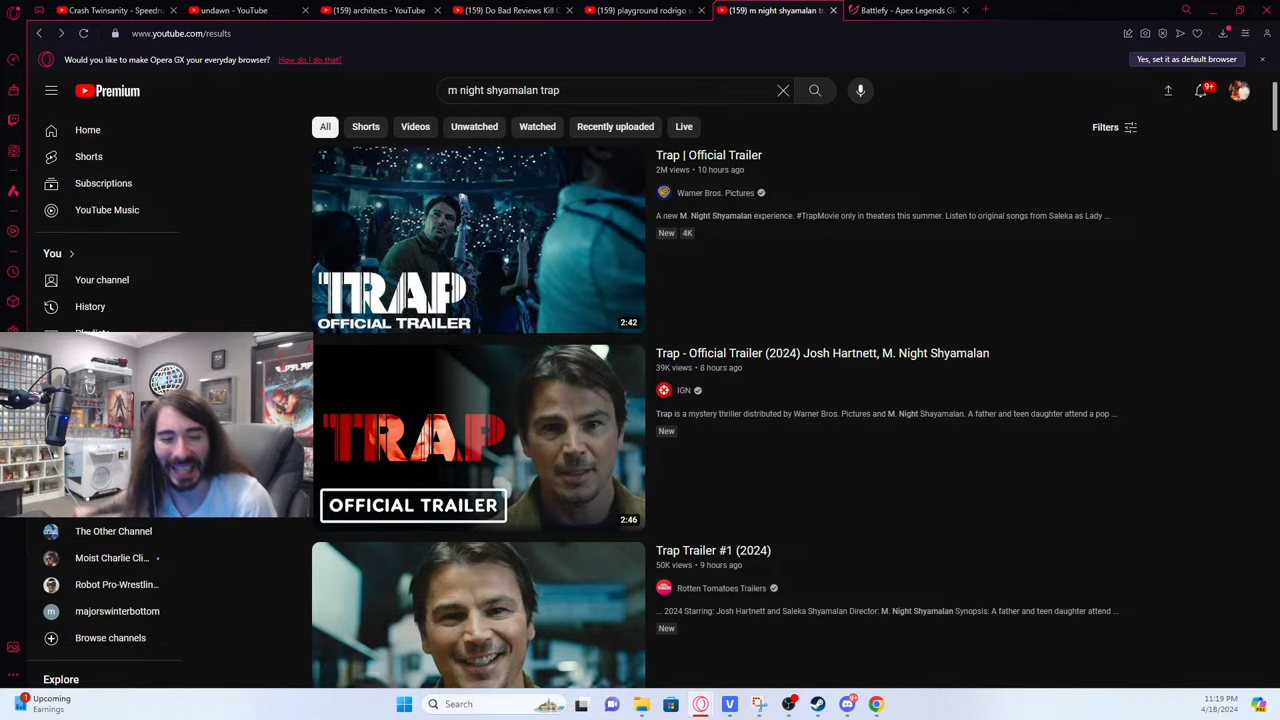 Crash Twinsanity - Speedru
undawn - YouTube
(159) architects - YouTube
(159) Do Bad Reviews Kill C
(159) playground rodrigo s
(159) m night shyamalan tr
Battlefy - Apex Legends Gl
www.youtube.com/results
Would you like to make Opera GX your everyday browser? How do I do that?
Yes, set it as default browser
Premium
m night shyamalan trap
9+
All
Shorts
Videos
Unwatched
Watched
Recently uploaded
Live
Filters
Home
Shorts
Subscriptions
YouTube Music
You
Your channel
History
The Other Channel
Moist Charlie Cli...
Robot Pro-Wrestlin...
m majorswinterbottom
Browse channels
Explore
TRAP
OFFICIAL TRAILER
2:42
Trap | Official Trailer
2M views • 10 hours ago
Warner Bros. Pictures
A new M. Night Shyamalan experience. #TrapMovie only in theaters this summer. Listen to original songs from Saleka as Lady ...
New 4K
TRAP
OFFICIAL TRAILER
2:46
Trap - Official Trailer (2024) Josh Hartnett, M. Night Shyamalan
39K views • 8 hours ago
IGN
Trap is a mystery thriller distributed by Warner Bros. Pictures and M. Night Shayamalan. A father and teen daughter attend a pop ...
New
Trap Trailer #1 (2024)
50K views • 9 hours ago
Rotten Tomatoes Trailers
... 2024 Starring: Josh Hartnett and Saleka Shyamalan Director: M. Night Shyamalan Synopsis: A father and teen daughter attend ...
New
1
Upcoming
Earnings
Search
9+
11:19 PM
4/18/2024